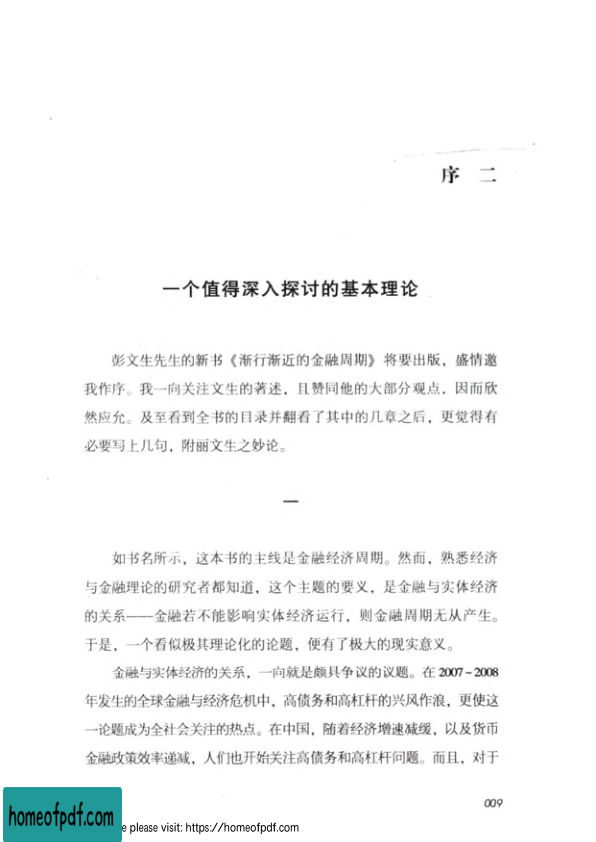 序 二
一个值得深入探讨的基本理论
彭文生先生的新书《渐行渐近的金融周期》将要出版，盛情邀
我作序。我一向关注文生的著述，且赞同他的大部分观点，因而欣
然应允。及至看到全书的目录并翻看了其中的几章之后，更觉得有
必要写上几句，附丽文生之妙论。
一
如书名所示，这本书的主线是金融经济周期。然而，熟悉经济
与金融理论的研究者都知道，这个主题的要义，是金融与实体经济
的关系——金融若不能影响实体经济运行，则金融周期无从产生。
于是，一个看似极其理论化的论题，便有了极大的现实意义。
金融与实体经济的关系，一向就是颇具争议的议题。在2007~2008
年发生的全球金融与经济危机中，高债务和高杠杆的兴风作浪，更使这
一论题成为全社会关注的热点。在中国，随着经济增速减缓，以及货币
金融政策效率递减，人们也开始关注高债务和高杠杆问题。而且，对于
009
homeofpdf.com
please visit: https://homeofpdf.com